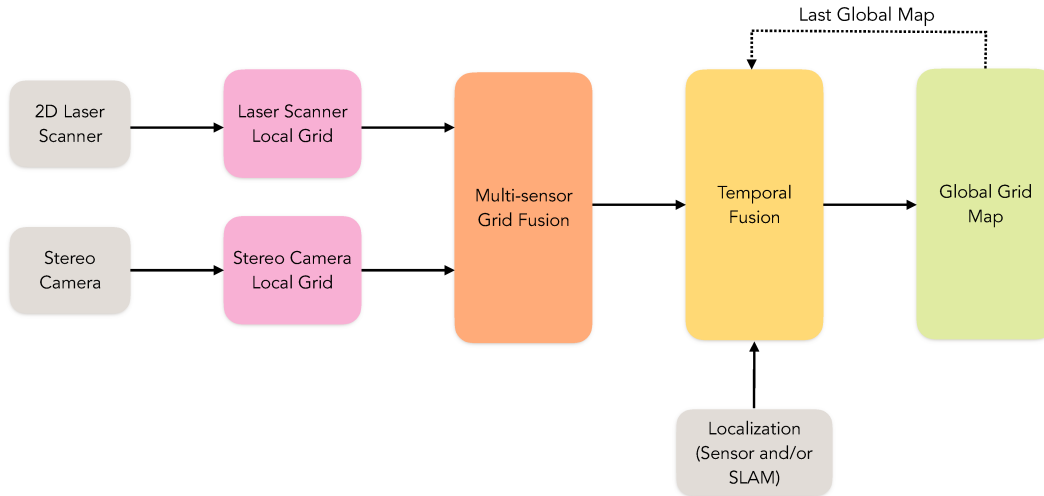 Last Global Map
2D Laser
Scanner
Laser Scanner
Local Grid
Multi-sensor
Grid Fusion
Temporal
Fusion
Global Grid
Map
Stereo
Camera
Stereo Camera
Local Grid
Localization
(Sensor and/or
SLAM)